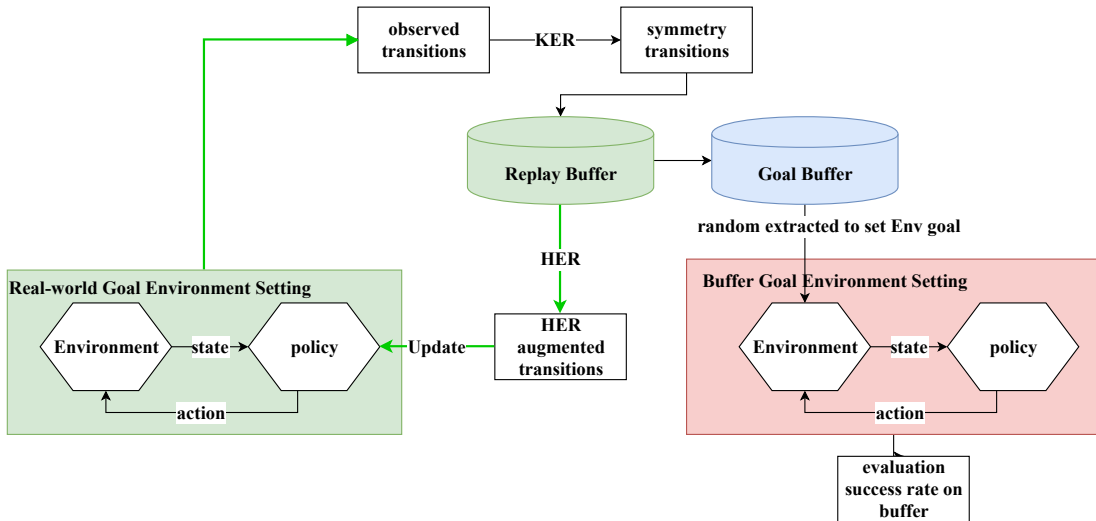 observed
transitions
KER
symmetry
transitions
Replay Buffer
Goal Buffer
random extracted to set Env goal
HER
Real-world Goal Environment Setting
Environment
state
policy
action
Update
HER
augmented
transitions
Buffer Goal Environment Setting
Environment
state
policy
action
evaluation
success rate on
buffer